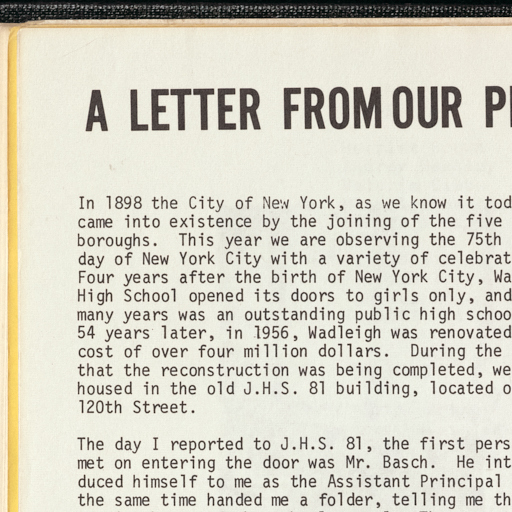 A LETTER FROM OUR
In 1898 the City of New York, as we know it tod
came into existence by the joining of the five
boroughs. This year we are observing the 75th
day of New York City with a variety of celebrat
Four years after the birth of New York City, Wa
High School opened its doors to girls only, and
many years was an outstanding public high schoo
54 years later, in 1956, Wadleigh was renovated
cost of over four million dollars. During the
that the reconstruction was being completed, we
housed in the old J.H.S. 81 building, located o
120th Street.
The day I reported to J.H.S. 81, the first pers
met on entering the door was Mr. Basch. He int
duced himself to me as the Assistant Principal
the same time handed me a folder, telling me th